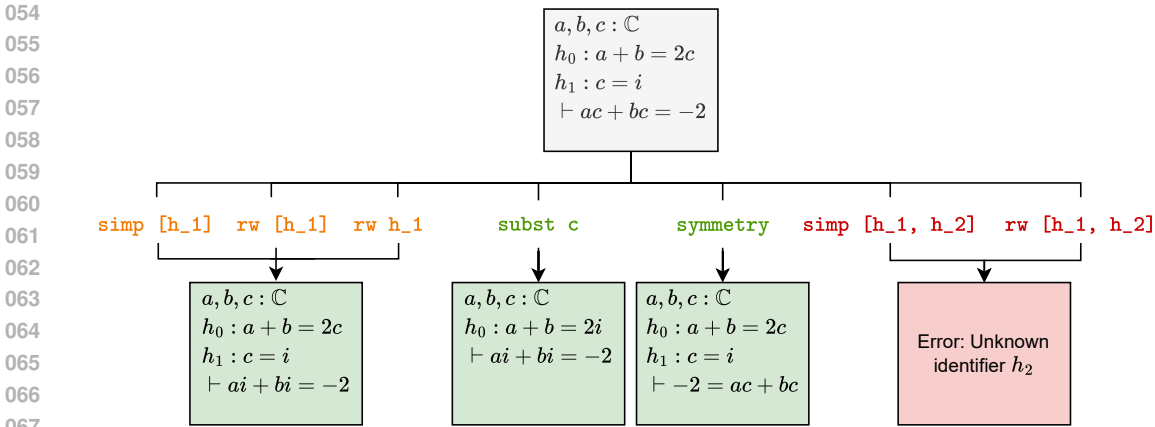 054
055
056
057
058
059
060
061
062
063
064
065
066
067
a, b, c : ℂ
h₀ : a + b = 2c
h₁ : c = i
⊢ ac + bc = −2
simp [h_1] rw [h_1] rw h_1 subst c symmetry simp [h_1, h_2] rw [h_1, h_2]
a, b, c : ℂ
h₀ : a + b = 2c
h₁ : c = i
⊢ ai + bi = −2
a, b, c : ℂ
h₀ : a + b = 2i
⊢ ai + bi = −2
a, b, c : ℂ
h₀ : a + b = 2c
h₁ : c = i
⊢ −2 = ac + bc
Error: Unknown
identifier h₂